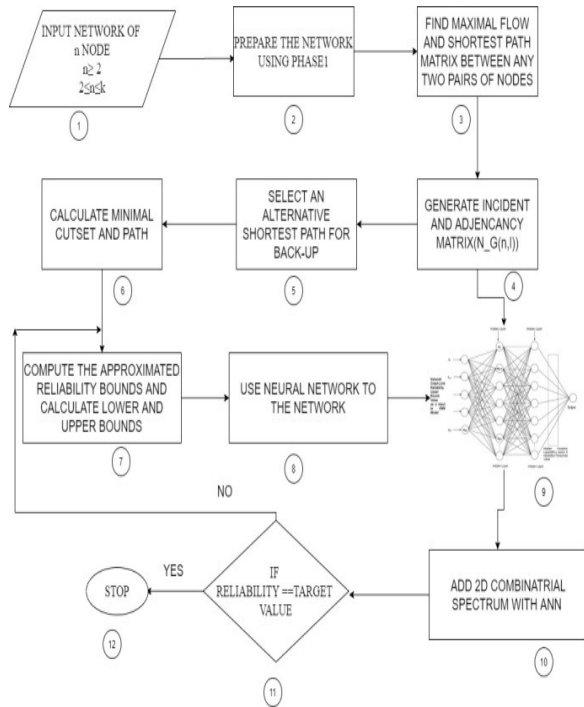 INPUT NETWORK OF
n NODE
n≥ 2
2≤n≤k
1
PREPARE THE NETWORK
USING PHASE1
2
FIND MAXIMAL FLOW
AND SHORTEST PATH
MATRIX BETWEEN ANY
TWO PAIRS OF NODES
3
GENERATE INCIDENT
AND ADJENCANCY
MATRIX(N_G(n,l))
4
SELECT AN
ALTERNATIVE
SHORTEST PATH FOR
BACK-UP
5
CALCULATE MINIMAL
CUTSET AND PATH
6
COMPUTE THE APPROXIMATED
RELIABILITY BOUNDS AND
CALCULATE LOWER AND
UPPER BOUNDS
7
USE NEURAL NETWORK TO
THE NETWORK
8
9
ADD 2D COMBINATRIAL
SPECTRUM WITH ANN
10
IF
RELIABILITY ==TARGET
VALUE
11
NO
YES
STOP
12